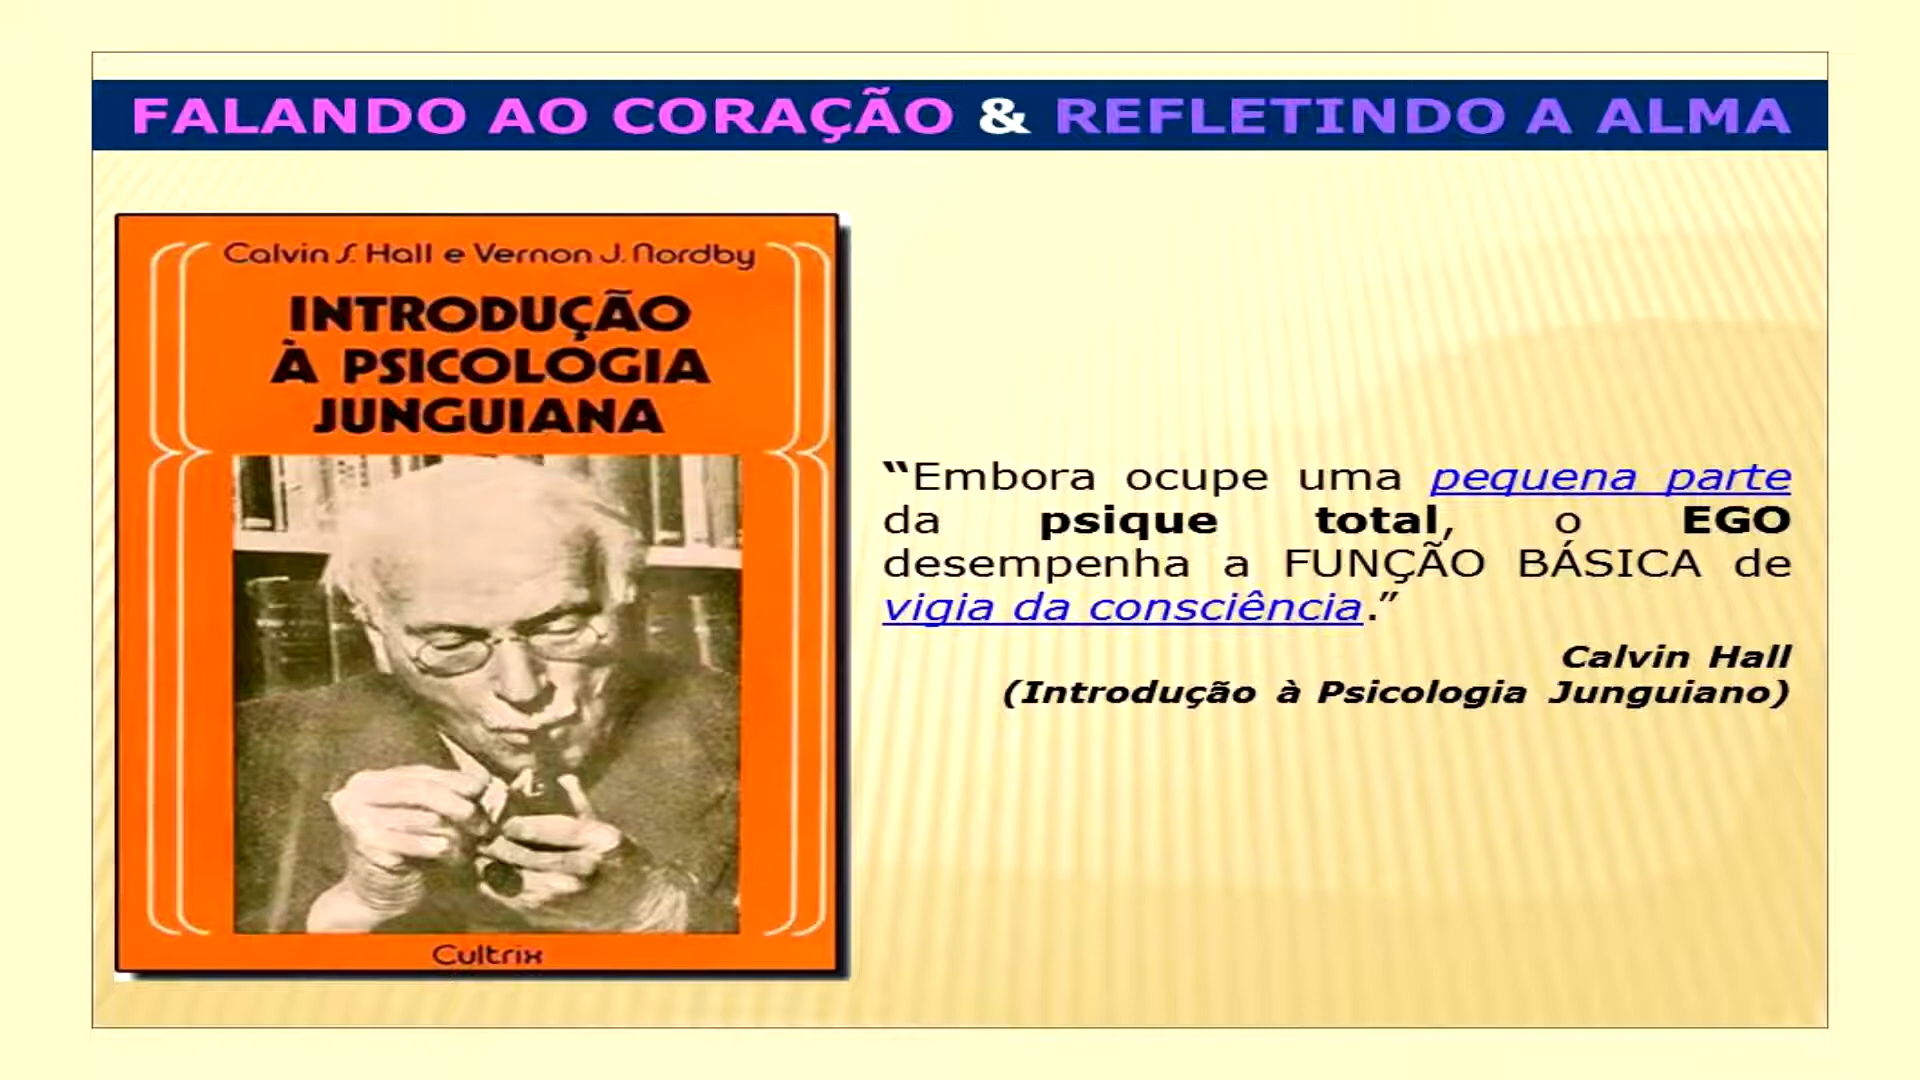 FALANDO AO CORAÇÃO & REFLETINDO A ALMA
Calvin S. Hall e Vernon J. Nordby
INTRODUÇÃO
À PSICOLOGIA
JUNGUIANA
Cultrix
“Embora ocupe uma pequena parte
da psique total, o EGO
desempenha a FUNÇÃO BÁSICA de
vigia da consciência.”
Calvin Hall
(Introdução à Psicologia Junguiano)